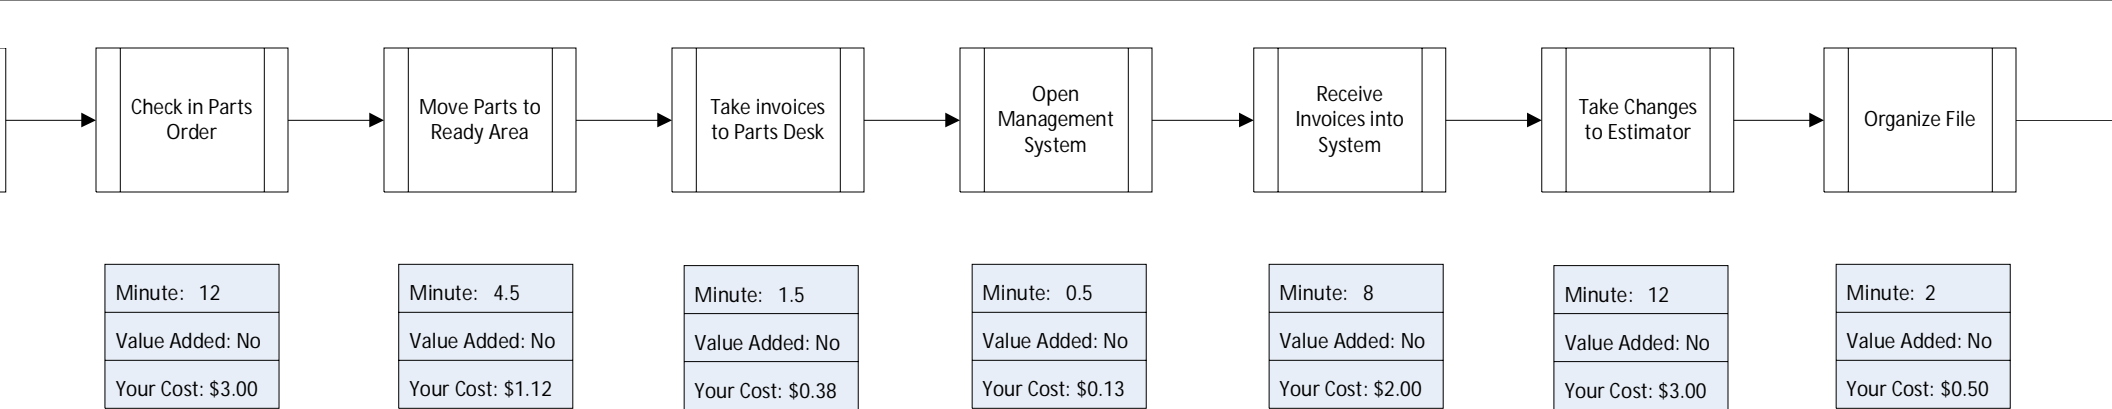 Check in Parts
Order
Move Parts to
Ready Area
Take invoices
to Parts Desk
Open
Management
System
Receive
Invoices into
System
Take Changes
to Estimator
Organize File
Minute: 12
Value Added: No
Your Cost: $3.00
Minute: 4.5
Value Added: No
Your Cost: $1.12
Minute: 1.5
Value Added: No
Your Cost: $0.38
Minute: 0.5
Value Added: No
Your Cost: $0.13
Minute: 8
Value Added: No
Your Cost: $2.00
Minute: 12
Value Added: No
Your Cost: $3.00
Minute: 2
Value Added: No
Your Cost: $0.50